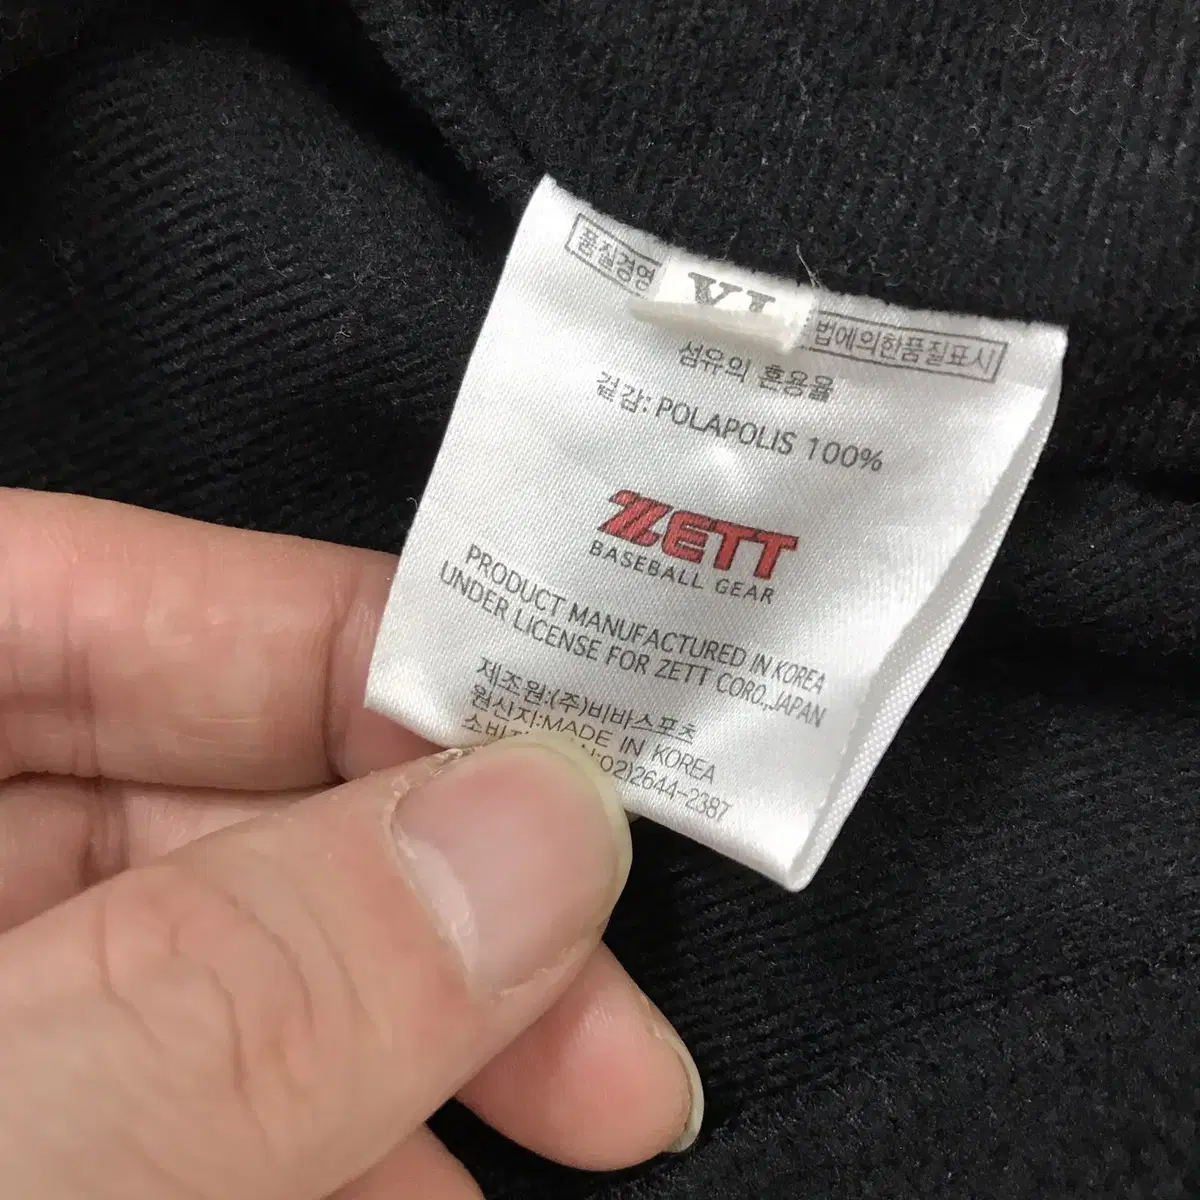 품질경영
XL
법에의한품질표시
섬유의 혼용율
겉감: POLAPOLIS 100%
ZETT
BASEBALL GEAR
PRODUCT MANUFACTURED IN KOREA
UNDER LICENSE FOR ZETT CORO.,JAPAN
제조원:(주)비바스포츠
원산지:MADE IN KOREA
02)2644-2387